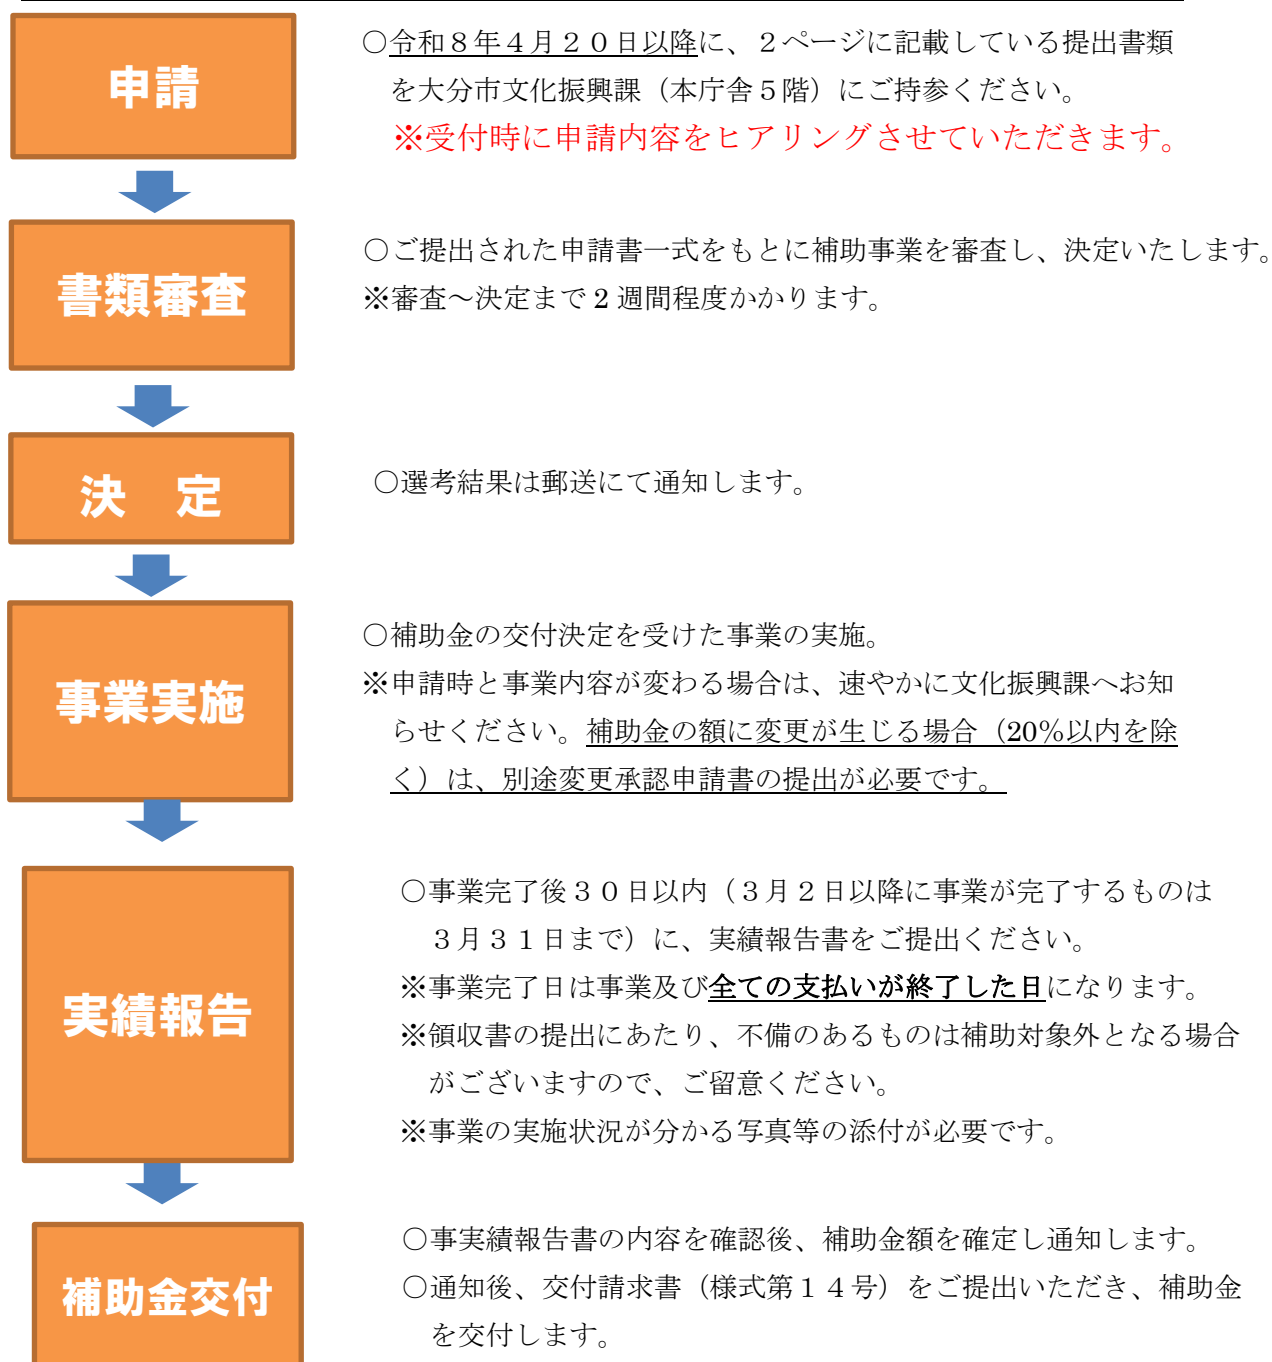 申請
○令和８年４月２０日以降に、２ページに記載している提出書類
を大分市文化振興課（本庁舎５階）にご持参ください。
※受付時に申請内容をヒアリングさせていただきます。
書類審査
○ご提出された申請書一式をもとに補助事業を審査し、決定いたします。
※審査～決定まで2週間程度かかります。
決　定
○選考結果は郵送にて通知します。
事業実施
○補助金の交付決定を受けた事業の実施。
※申請時と事業内容が変わる場合は、速やかに文化振興課へお知
らせください。補助金の額に変更が生じる場合（20％以内を除
く）は、別途変更承認申請書の提出が必要です。
実績報告
○事業完了後３０日以内（３月２日以降に事業が完了するものは
３月３１日まで）に、実績報告書をご提出ください。
※事業完了日は事業及び全ての支払いが終了した日になります。
※領収書の提出にあたり、不備のあるものは補助対象外となる場合
がございますので、ご留意ください。
※事業の実施状況が分かる写真等の添付が必要です。
補助金交付
○事実績報告書の内容を確認後、補助金額を確定し通知します。
○通知後、交付請求書（様式第１４号）をご提出いただき、補助金
を交付します。